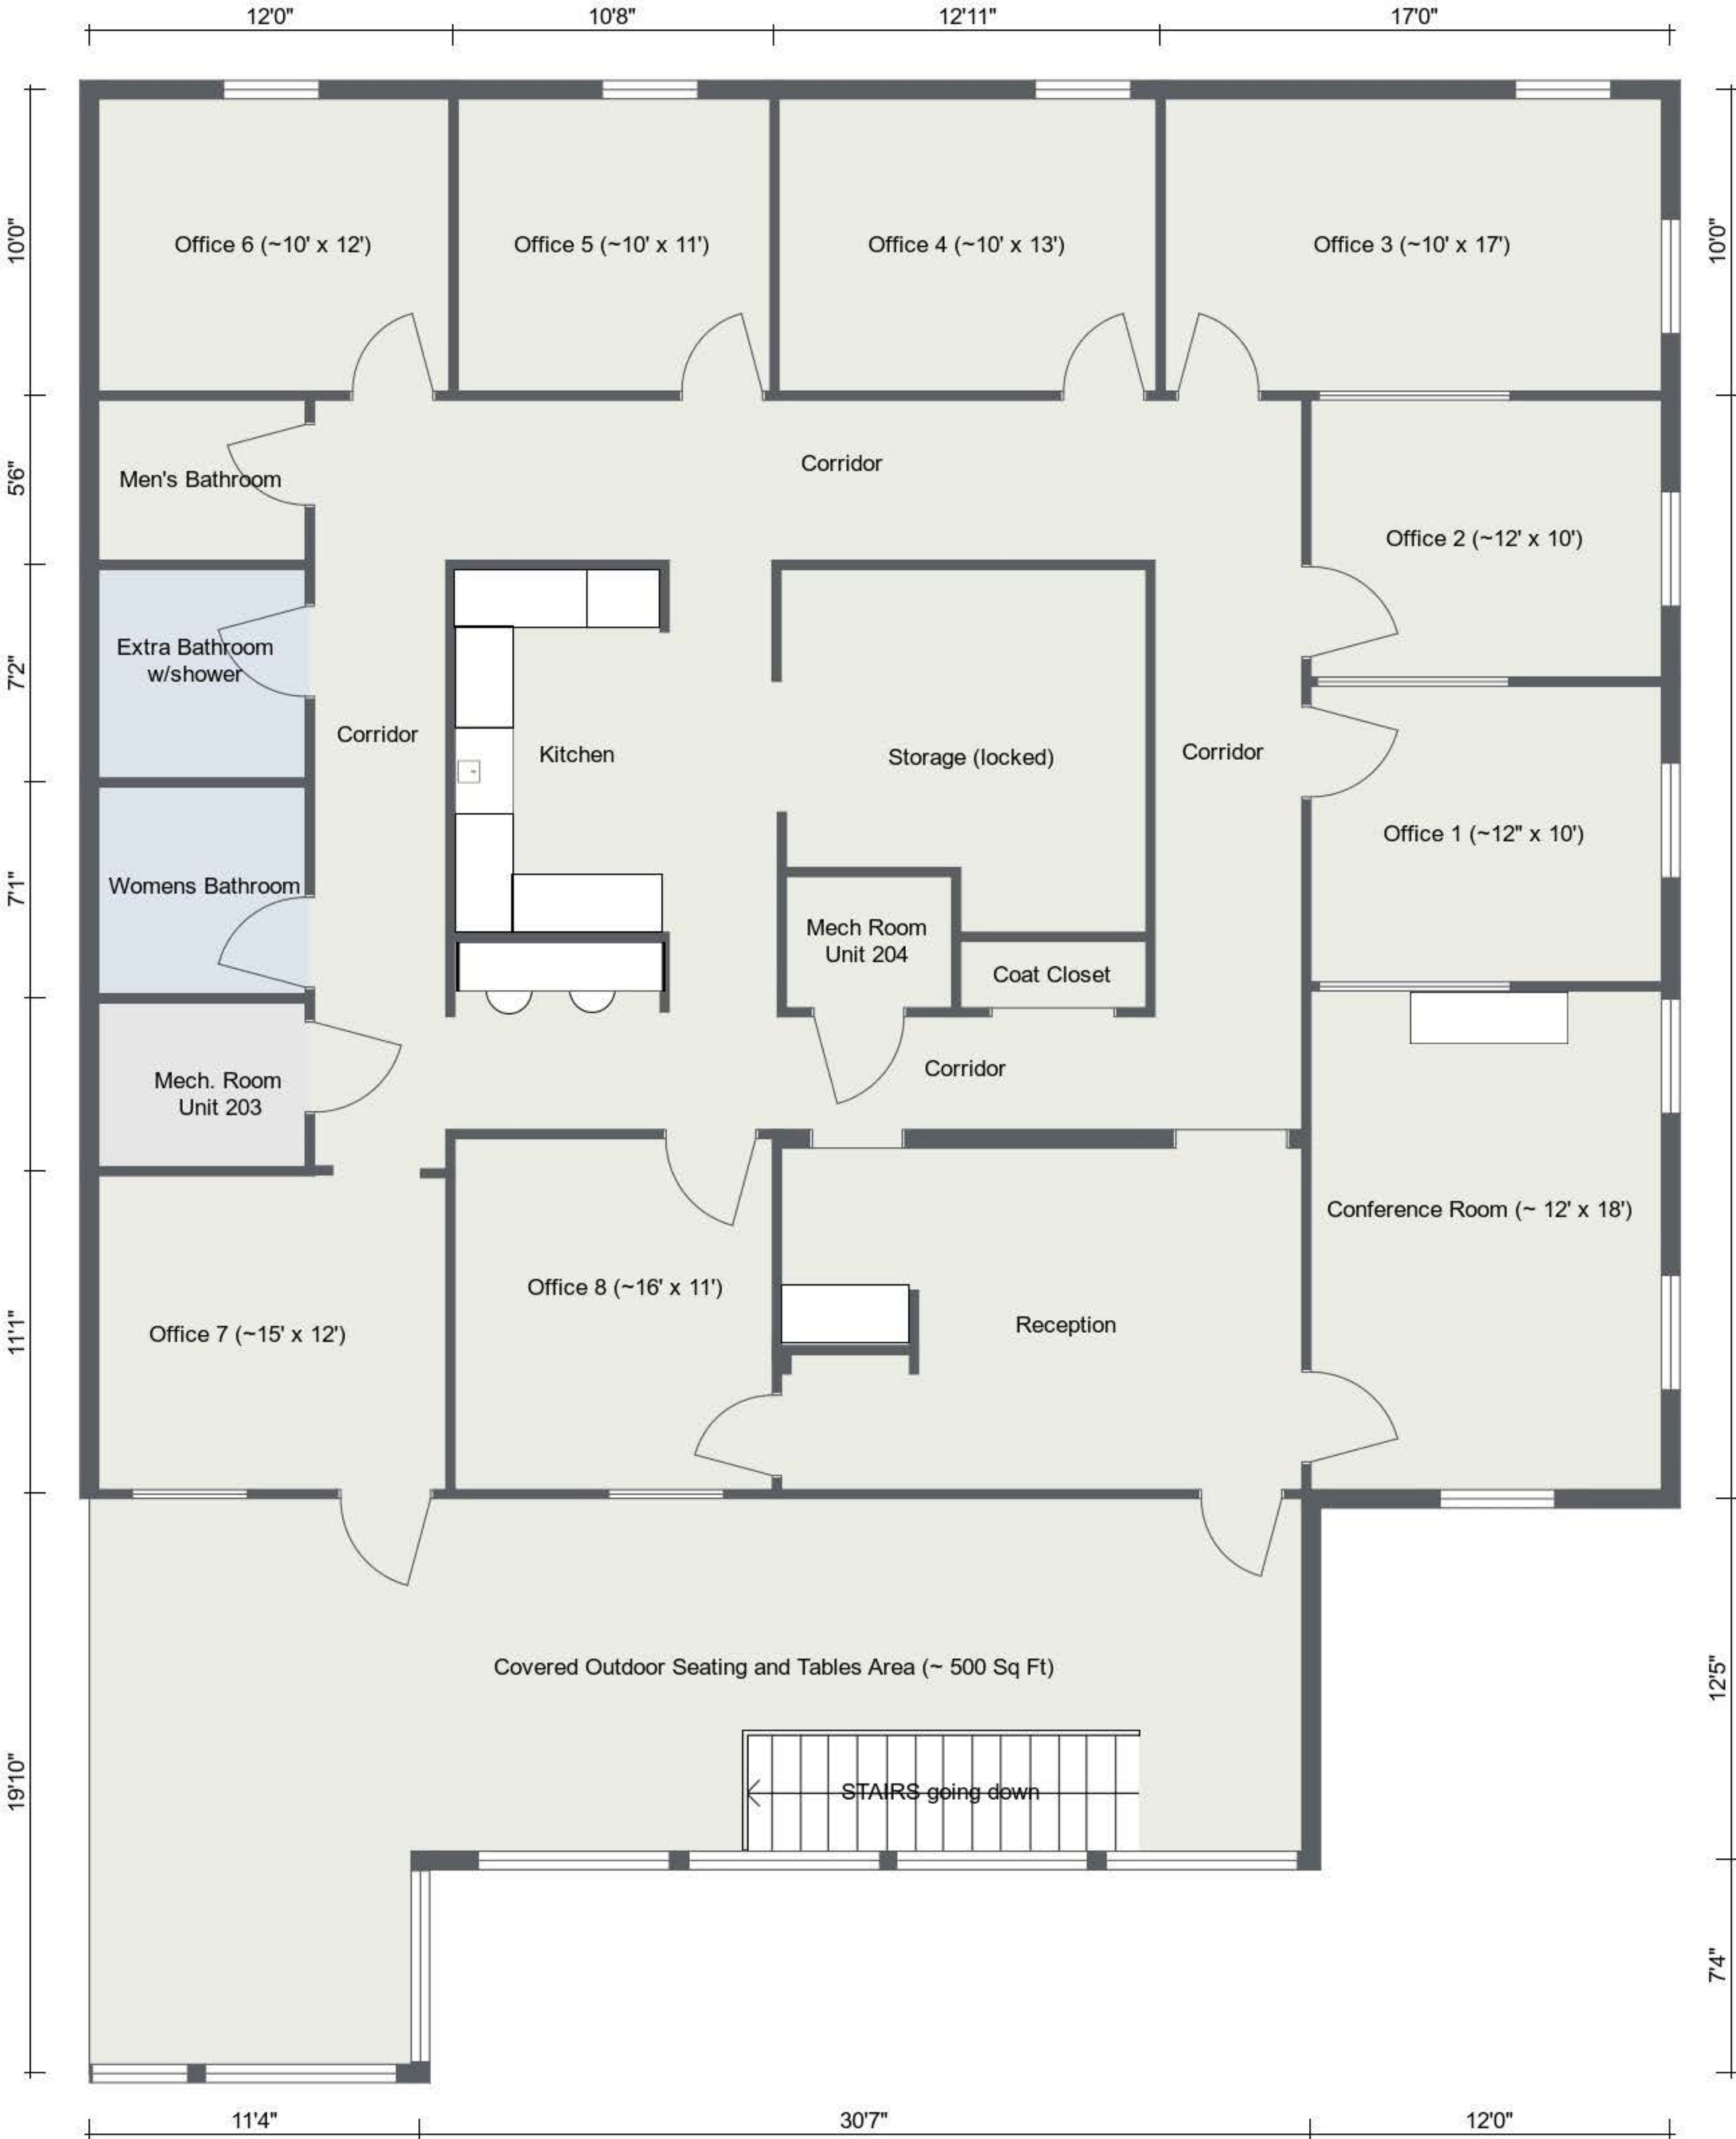 12'0"
10'8"
12'11"
17'0"
10'0"
10'0"
Office 6 (~10' x 12')
Office 5 (~10' x 11')
Office 4 (~10' x 13')
Office 3 (~10' x 17')
5'6"
Men's Bathroom
Corridor
Office 2 (~12' x 10')
7'2"
Extra Bathroom
w/shower
Corridor
Kitchen
Storage (locked)
Corridor
Office 1 (~12" x 10')
7'1"
Womens Bathroom
Mech Room
Unit 204
Coat Closet
Mech. Room
Unit 203
Corridor
Conference Room (~ 12' x 18')
11'1"
Office 7 (~15' x 12')
Office 8 (~16' x 11')
Reception
Covered Outdoor Seating and Tables Area (~ 500 Sq Ft)
12'5"
19'10"
STAIRS going down
7'4"
11'4"
30'7"
12'0"